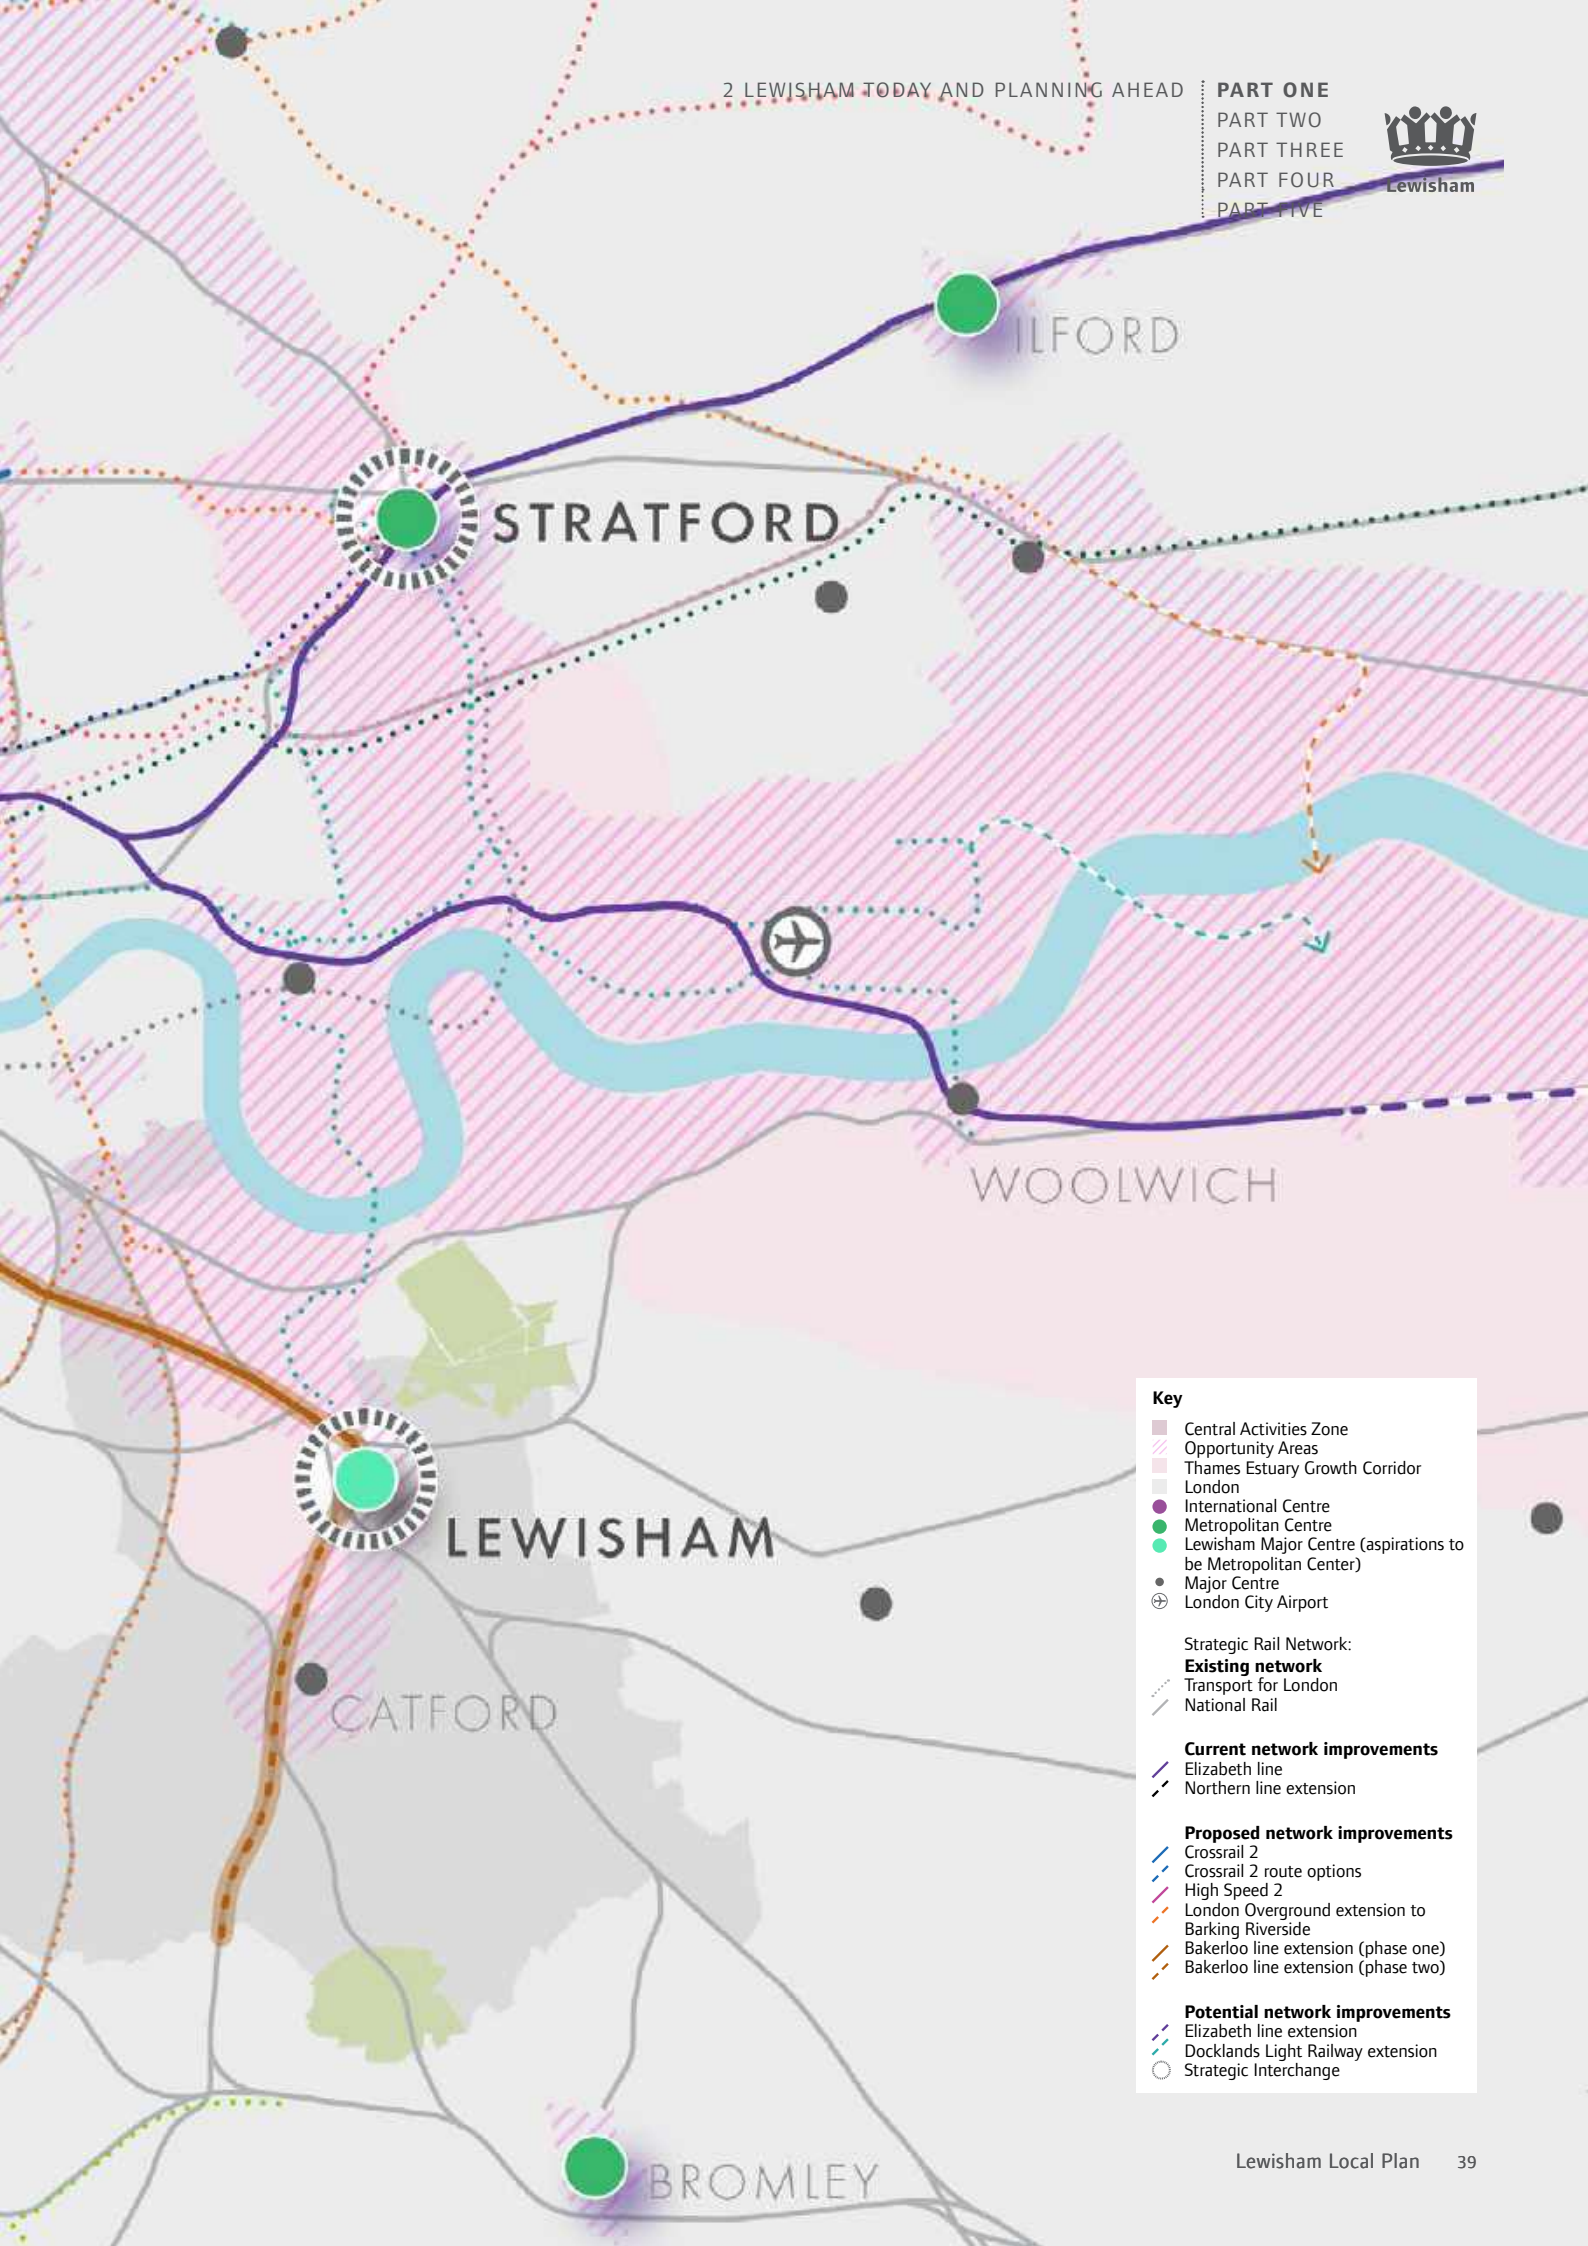 2 LEWISHAM TODAY AND PLANNING AHEAD
PART ONE
PART TWO
PART THREE
PART FOUR
PART FIVE
Lewisham
ILFORD
STRATFORD
WOOLWICH
LEWISHAM
CATFORD
BROMLEY
Key
Central Activities Zone
Opportunity Areas
Thames Estuary Growth Corridor
London
International Centre
Metropolitan Centre
Lewisham Major Centre (aspirations to
be Metropolitan Center)
Major Centre
London City Airport
Strategic Rail Network:
Existing network
Transport for London
National Rail
Current network improvements
Elizabeth line
Northern line extension
Proposed network improvements
Crossrail 2
Crossrail 2 route options
High Speed 2
London Overground extension to
Barking Riverside
Bakerloo line extension (phase one)
Bakerloo line extension (phase two)
Potential network improvements
Elizabeth line extension
Docklands Light Railway extension
Strategic Interchange
Lewisham Local Plan 39